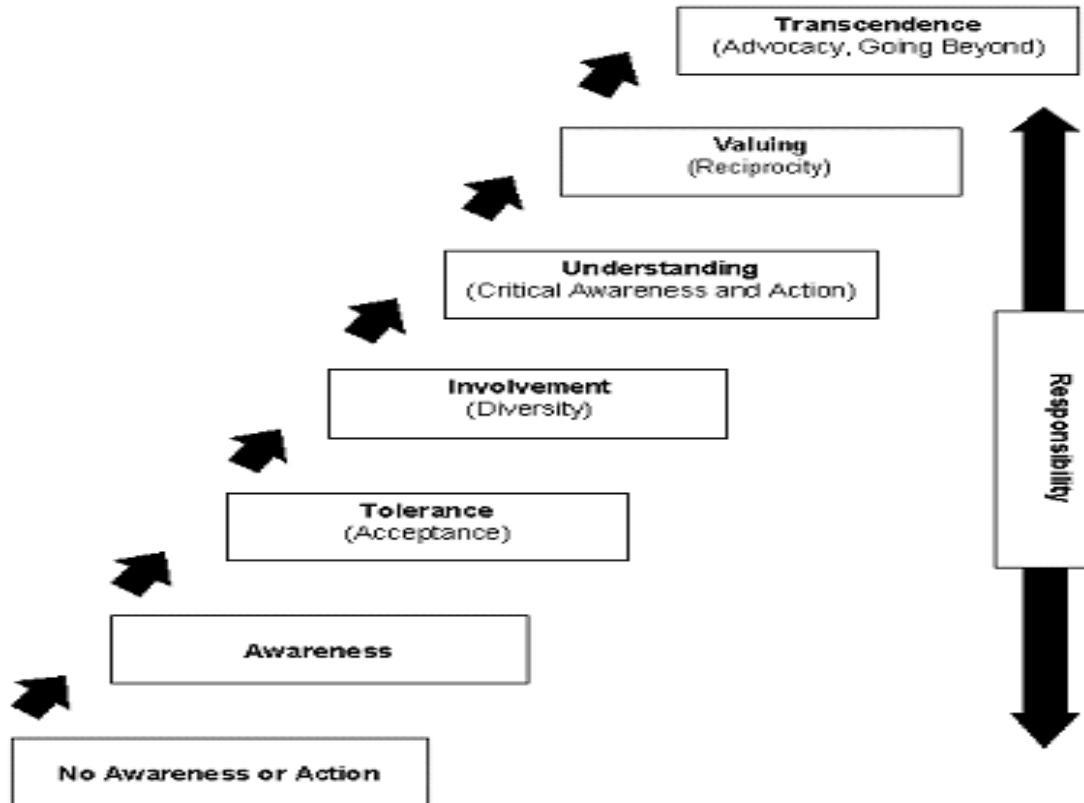 Transcendence
(Advocacy, Going Beyond)
Valuing
(Reciprocity)
Understanding
(Critical Awareness and Action)
Involvement
(Diversity)
Responsibility
Tolerance
(Acceptance)
Awareness
No Awareness or Action